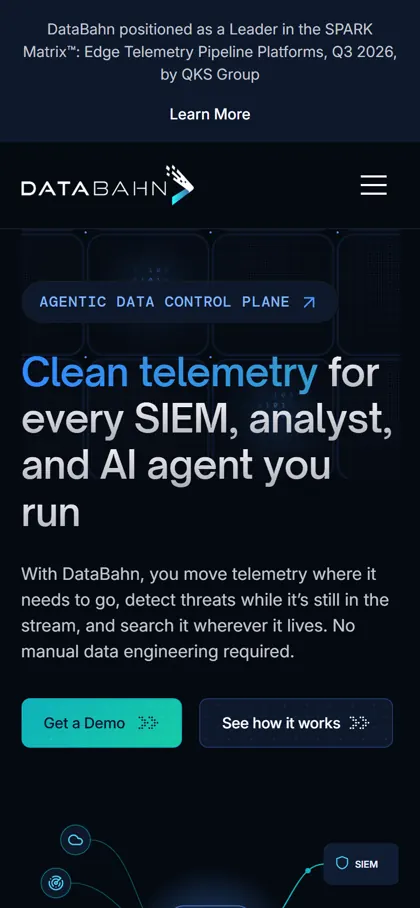 DataBahn positioned as a Leader in the SPARK
Matrix™: Edge Telemetry Pipeline Platforms, Q3 2026,
by QKS Group
Learn More
DATABAHN
AGENTIC DATA CONTROL PLANE
Clean telemetry for
every SIEM, analyst,
and AI agent you
run
With DataBahn, you move telemetry where it
needs to go, detect threats while it’s still in the
stream, and search it wherever it lives. No
manual data engineering required.
Get a Demo
See how it works
SIEM